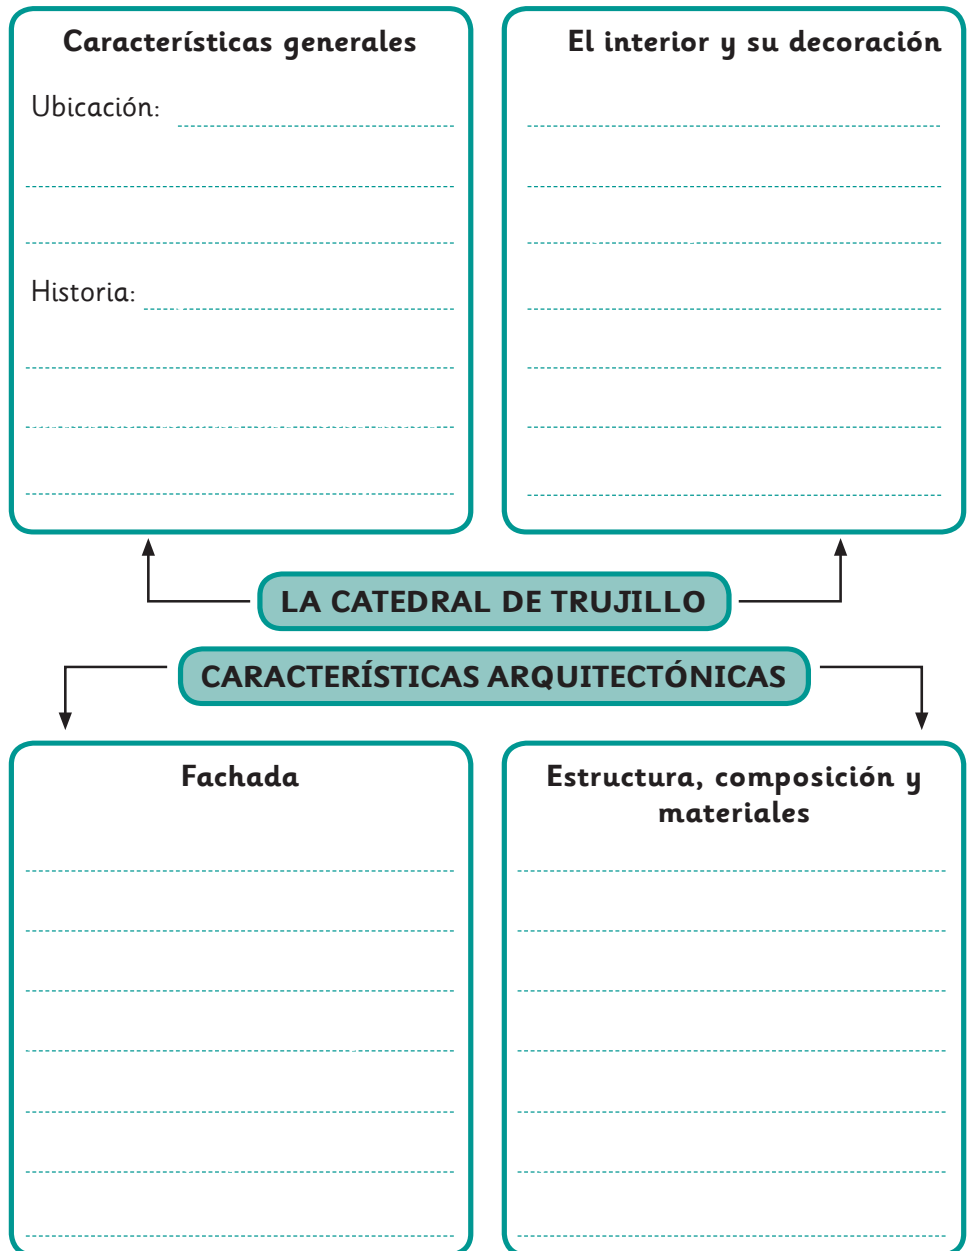 Características generales
Ubicación:
Historia:
El interior y su decoración
LA CATEDRAL DE TRUJILLO
CARACTERÍSTICAS ARQUITECTÓNICAS
Fachada
Estructura, composición y
materiales